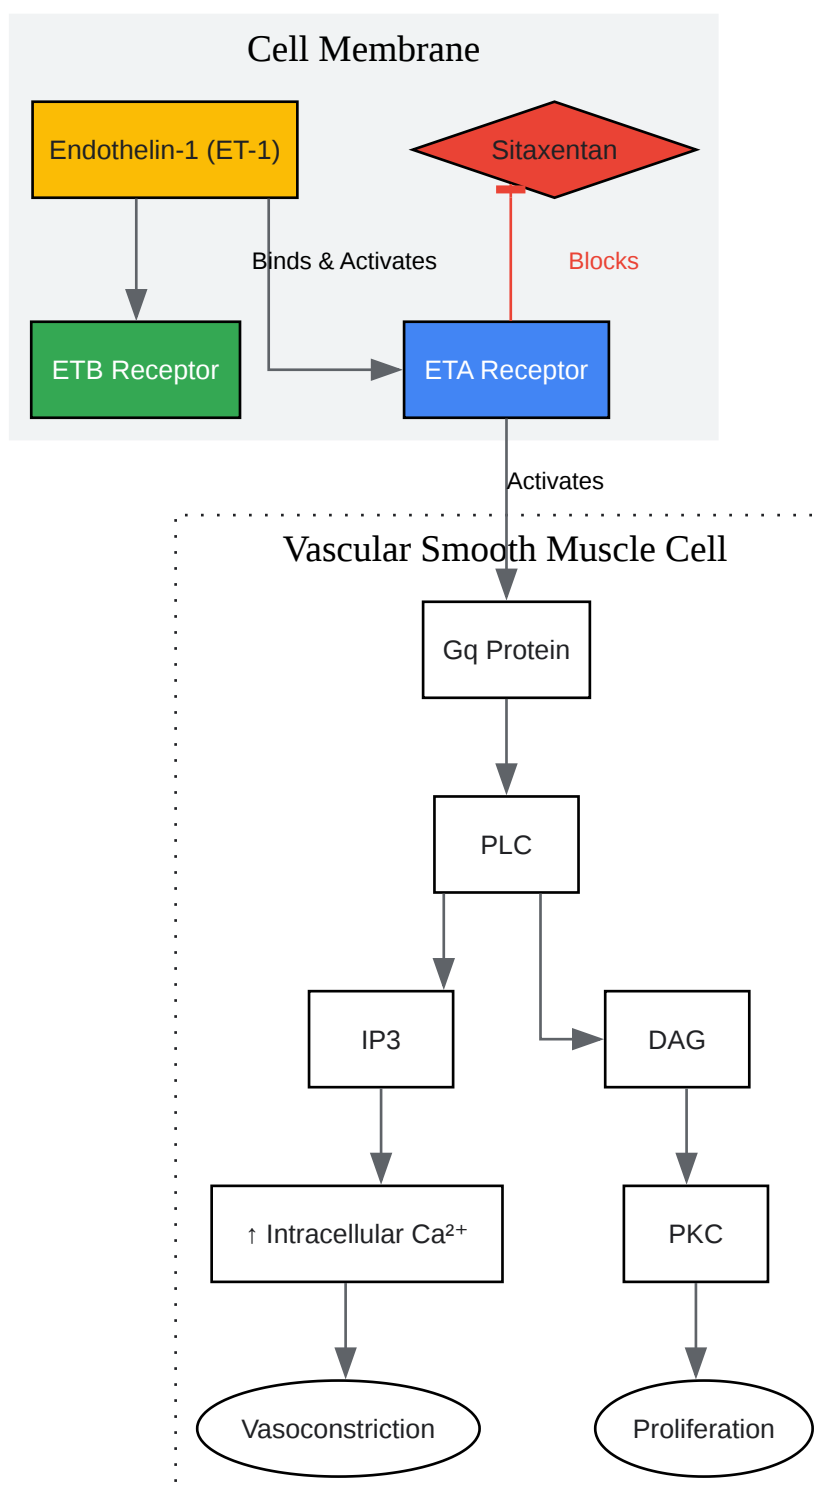 Cell Membrane
Endothelin-1 (ET-1)
Sitaxentan
Binds & Activates
Blocks
ETB Receptor
ETA Receptor
Activates
Vascular Smooth Muscle Cell
Gq Protein
PLC
IP3
DAG
↑ Intracellular Ca²⁺
PKC
Vasoconstriction
Proliferation